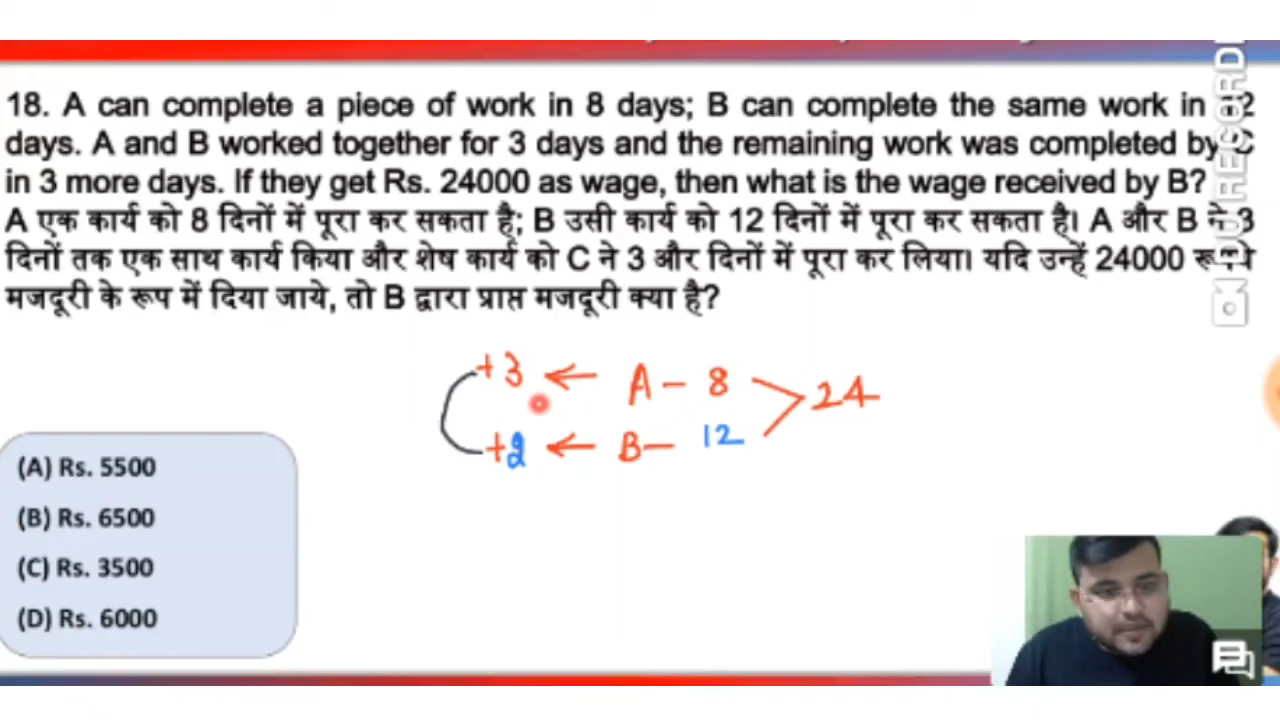 18. A can complete a piece of work in 8 days; B can complete the same work in 12
days. A and B worked together for 3 days and the remaining work was completed by C
in 3 more days. If they get Rs. 24000 as wage, then what is the wage received by B?
A एक कार्य को 8 दिनों में पूरा कर सकता है; B उसी कार्य को 12 दिनों में पूरा कर सकता है। A और B ने 3
दिनों तक एक साथ कार्य किया और शेष कार्य को C ने 3 और दिनों में पूरा कर लिया। यदि उन्हें 24000
मजदूरी के रूप में दिया जाये, तो B द्वारा प्राप्त मजदूरी क्या है?
+3 ← A - 8
24
+2 ← B - 12
(A) Rs. 5500
(B) Rs. 6500
(C) Rs. 3500
(D) Rs. 6000